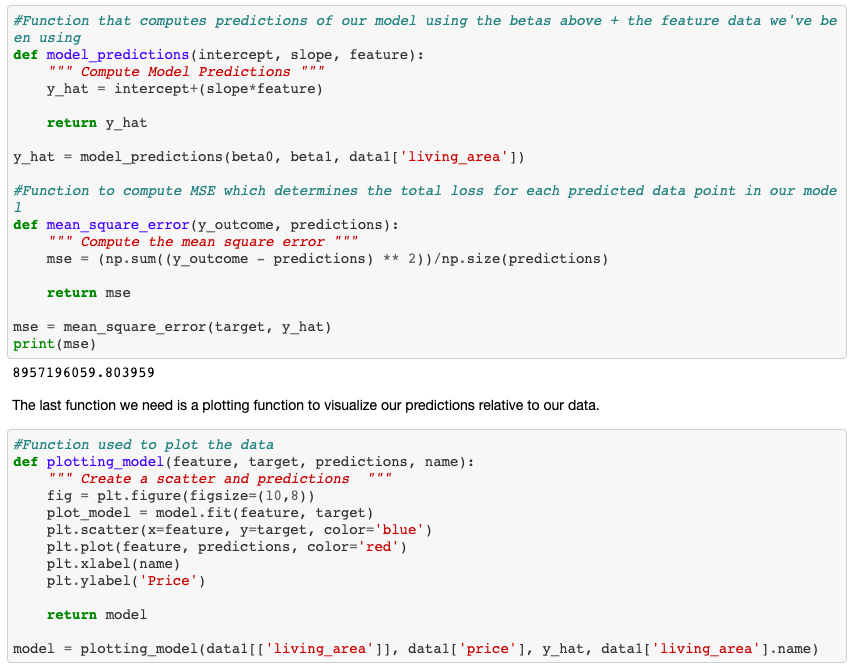 #Function that computes predictions of our model using the betas above + the feature data we've be
en using
def model_predictions(intercept, slope, feature):
    """ Compute Model Predictions """
    y_hat = intercept+(slope*feature)

    return y_hat

y_hat = model_predictions(beta0, beta1, data1['living_area'])

#Function to compute MSE which determines the total loss for each predicted data point in our mode
l
def mean_square_error(y_outcome, predictions):
    """ Compute the mean square error """
    mse = (np.sum((y_outcome - predictions) ** 2))/np.size(predictions)

    return mse

mse = mean_square_error(target, y_hat)
print(mse)
8957196059.803959
The last function we need is a plotting function to visualize our predictions relative to our data.
#Function used to plot the data
def plotting_model(feature, target, predictions, name):
    """ Create a scatter and predictions  """
    fig = plt.figure(figsize=(10,8))
    plot_model = model.fit(feature, target)
    plt.scatter(x=feature, y=target, color='blue')
    plt.plot(feature, predictions, color='red')
    plt.xlabel(name)
    plt.ylabel('Price')

    return model

model = plotting_model(data1[['living_area']], data1['price'], y_hat, data1['living_area'].name)